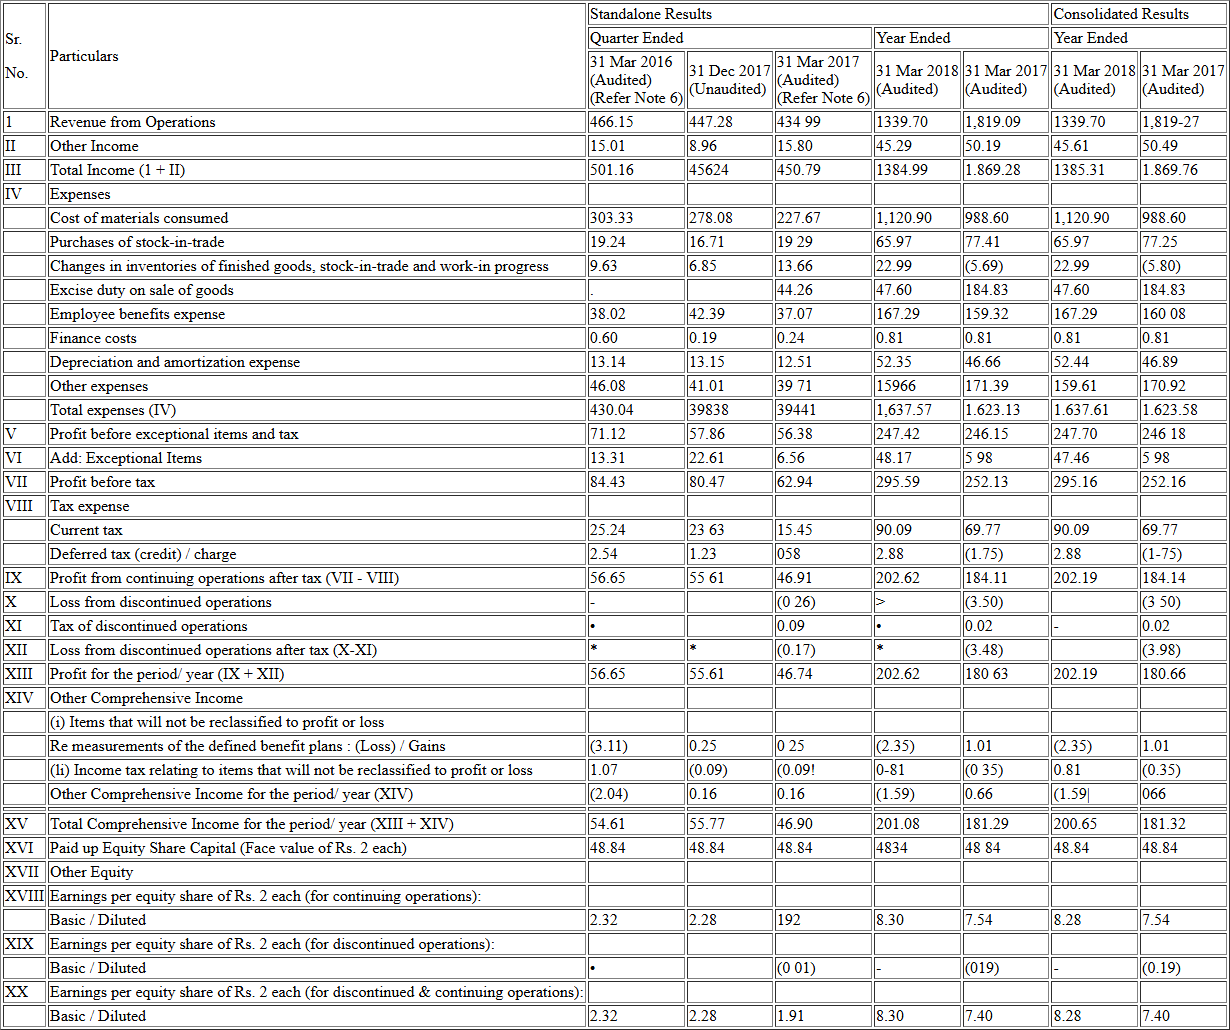 Sr. No. Particulars Standalone Results Consolidated Results
Quarter Ended Year Ended Year Ended
31 Mar 2016 (Audited) (Refer Note 6) 31 Dec 2017 (Unaudited) 31 Mar 2017 (Audited) (Refer Note 6) 31 Mar 2018 (Audited) 31 Mar 2017 (Audited) 31 Mar 2018 (Audited) 31 Mar 2017 (Audited)
1 Revenue from Operations 466.15 447.28 434 99 1339.70 1,819.09 1339.70 1,819-27
II Other Income 15.01 8.96 15.80 45.29 50.19 45.61 50.49
III Total Income (1 + II) 501.16 45624 450.79 1384.99 1.869.28 1385.31 1.869.76
IV Expenses
Cost of materials consumed 303.33 278.08 227.67 1,120.90 988.60 1,120.90 988.60
Purchases of stock-in-trade 19.24 16.71 19 29 65.97 77.41 65.97 77.25
Changes in inventories of finished goods, stock-in-trade and work-in progress 9.63 6.85 13.66 22.99 (5.69) 22.99 (5.80)
Excise duty on sale of goods . 44.26 47.60 184.83 47.60 184.83
Employee benefits expense 38.02 42.39 37.07 167.29 159.32 167.29 160 08
Finance costs 0.60 0.19 0.24 0.81 0.81 0.81 0.81
Depreciation and amortization expense 13.14 13.15 12.51 52.35 46.66 52.44 46.89
Other expenses 46.08 41.01 39 71 15966 171.39 159.61 170.92
Total expenses (IV) 430.04 39838 39441 1,637.57 1.623.13 1.637.61 1.623.58
V Profit before exceptional items and tax 71.12 57.86 56.38 247.42 246.15 247.70 246 18
VI Add: Exceptional Items 13.31 22.61 6.56 48.17 5 98 47.46 5 98
VII Profit before tax 84.43 80.47 62.94 295.59 252.13 295.16 252.16
VIII Tax expense
Current tax 25.24 23 63 15.45 90.09 69.77 90.09 69.77
Deferred tax (credit) / charge 2.54 1.23 058 2.88 (1.75) 2.88 (1-75)
IX Profit from continuing operations after tax (VII - VIII) 56.65 55 61 46.91 202.62 184.11 202.19 184.14
X Loss from discontinued operations - (0 26) > (3.50) (3 50)
XI Tax of discontinued operations • 0.09 • 0.02 - 0.02
XII Loss from discontinued operations after tax (X-XI) * * (0.17) * (3.48) (3.98)
XIII Profit for the period/ year (IX + XII) 56.65 55.61 46.74 202.62 180 63 202.19 180.66
XIV Other Comprehensive Income
(i) Items that will not be reclassified to profit or loss
Re measurements of the defined benefit plans : (Loss) / Gains (3.11) 0.25 0 25 (2.35) 1.01 (2.35) 1.01
(li) Income tax relating to items that will not be reclassified to profit or loss 1.07 (0.09) (0.09! 0-81 (0 35) 0.81 (0.35)
Other Comprehensive Income for the period/ year (XIV) (2.04) 0.16 0.16 (1.59) 0.66 (1.59| 066
XV Total Comprehensive Income for the period/ year (XIII + XIV) 54.61 55.77 46.90 201.08 181.29 200.65 181.32
XVI Paid up Equity Share Capital (Face value of Rs. 2 each) 48.84 48.84 48.84 4834 48 84 48.84 48.84
XVII Other Equity
XVIII Earnings per equity share of Rs. 2 each (for continuing operations):
Basic / Diluted 2.32 2.28 192 8.30 7.54 8.28 7.54
XIX Earnings per equity share of Rs. 2 each (for discontinued operations):
Basic / Diluted • (0 01) - (019) - (0.19)
XX Earnings per equity share of Rs. 2 each (for discontinued & continuing operations):
Basic / Diluted 2.32 2.28 1.91 8.30 7.40 8.28 7.40